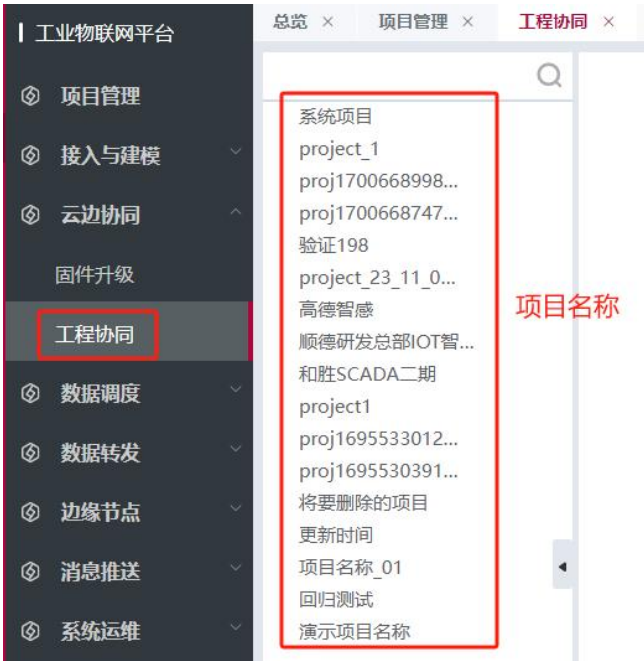 工业物联网平台
项目管理
接入与建模
云边协同
固件升级
工程协同
数据调度
数据转发
边缘节点
消息推送
系统运维
总览 × 项目管理 × 工程协同 ×
系统项目
project_1
proj1700668998...
proj1700668747...
验证198
project_23_11_0...
高德智感
顺德研发总部IOT智...
和胜SCADA二期
project1
proj1695533012...
proj1695530391...
将要删除的项目
更新时间
项目名称_01
回归测试
演示项目名称
项目名称